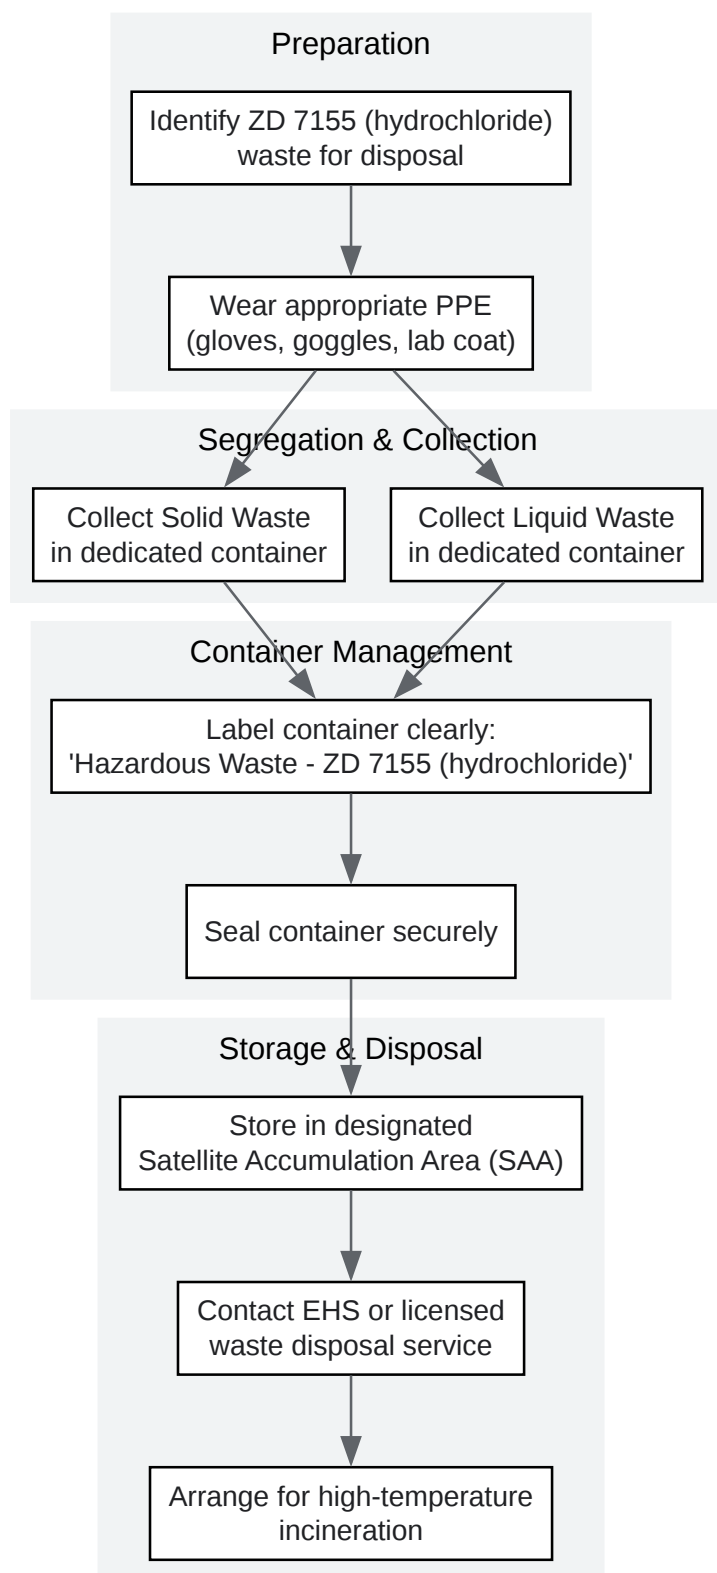 Preparation
Identify ZD 7155 (hydrochloride)
waste for disposal
Wear appropriate PPE
(gloves, goggles, lab coat)
Segregation & Collection
Collect Solid Waste
in dedicated container
Collect Liquid Waste
in dedicated container
Container Management
Label container clearly:
'Hazardous Waste - ZD 7155 (hydrochloride)'
Seal container securely
Storage & Disposal
Store in designated
Satellite Accumulation Area (SAA)
Contact EHS or licensed
waste disposal service
Arrange for high-temperature
incineration